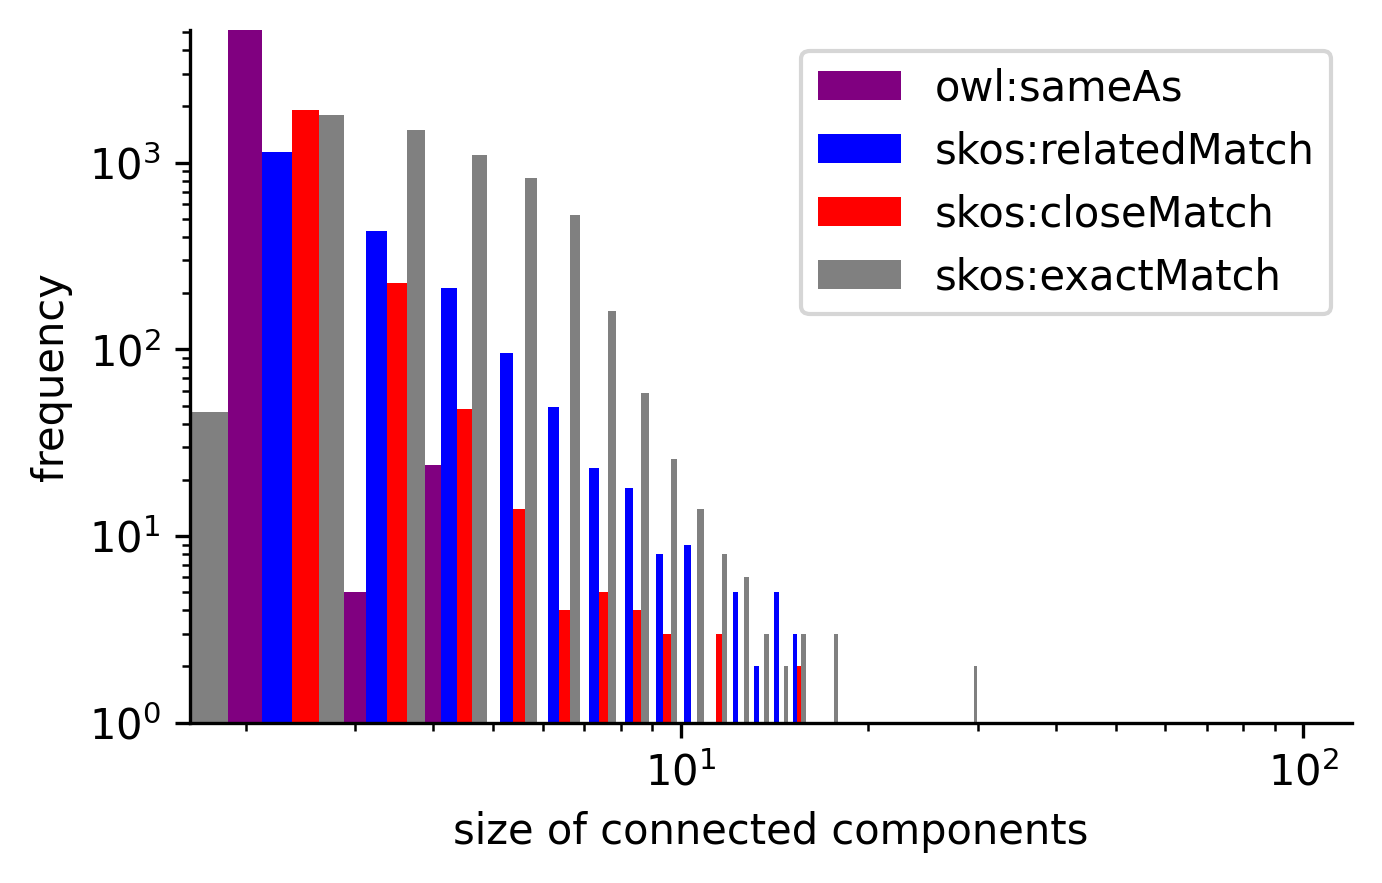 owl:sameAs
skos:relatedMatch
skos:closeMatch
skos:exactMatch
frequency
10³
10²
10¹
10⁰
10¹ 10²
size of connected components